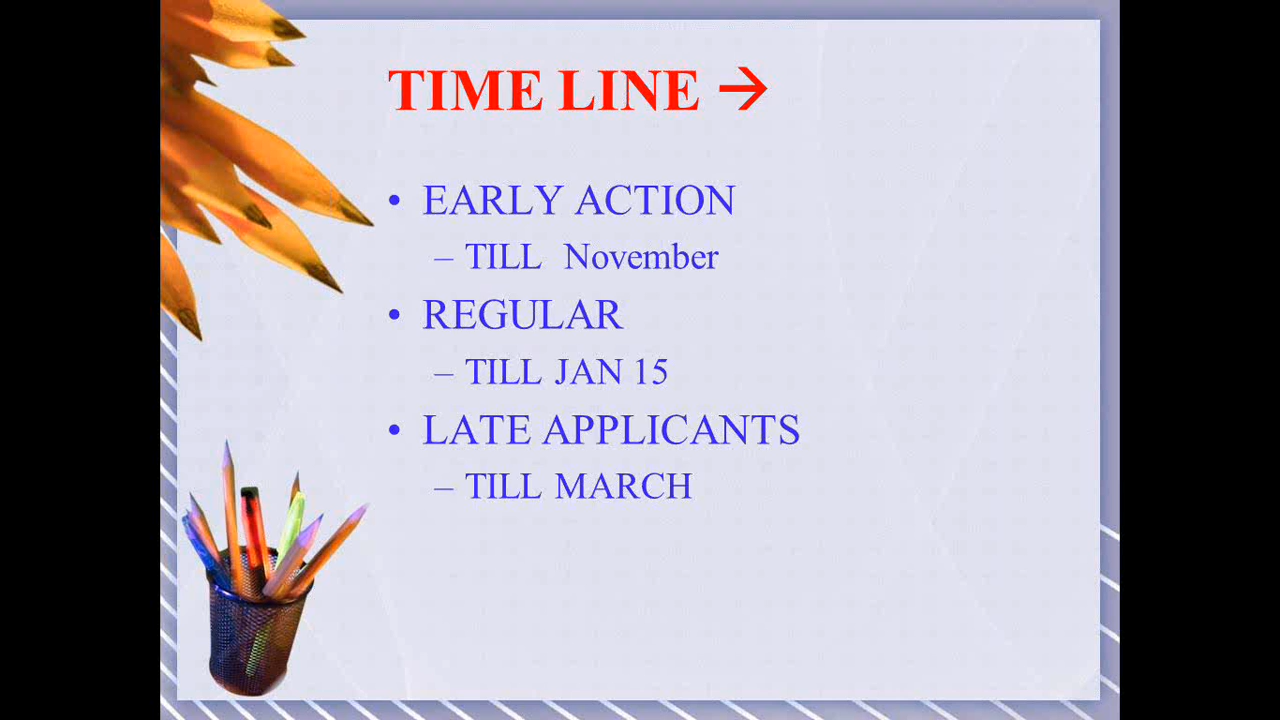 TIME LINE →
• EARLY ACTION
– TILL November
• REGULAR
– TILL JAN 15
• LATE APPLICANTS
– TILL MARCH